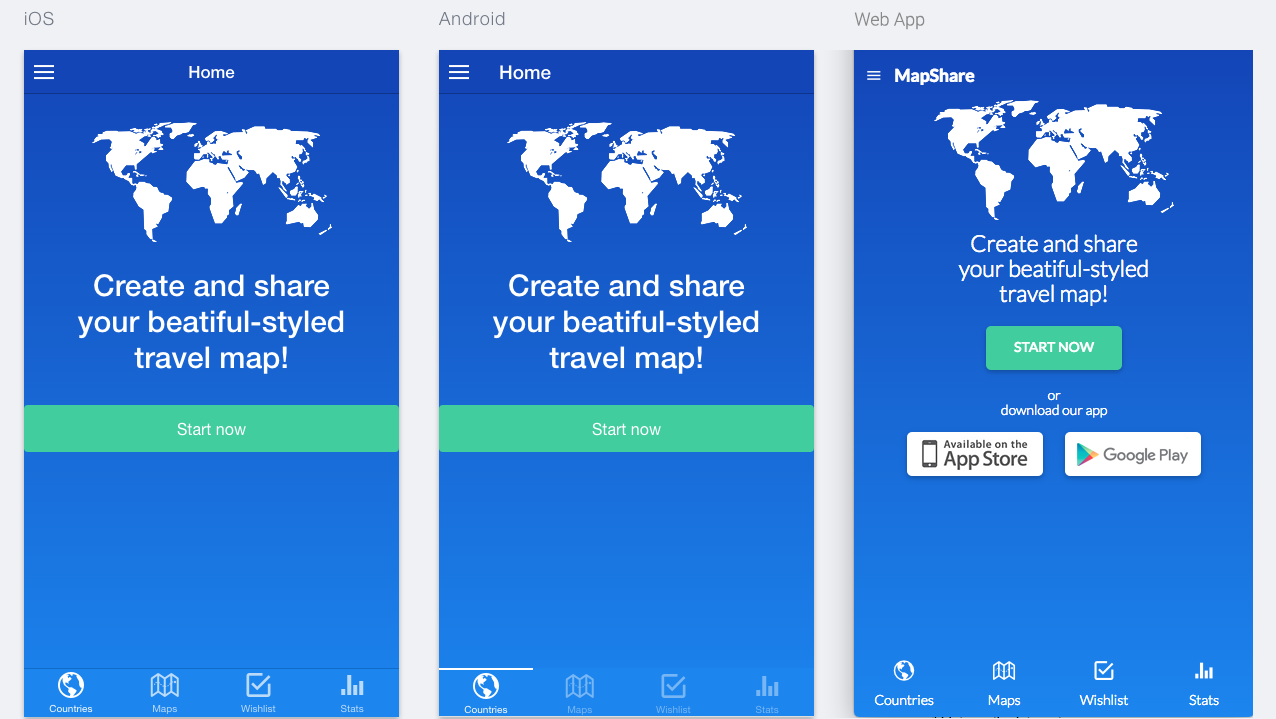 iOS
Home
Create and share
your beatiful-styled
travel map!
Start now
Countries Maps Wishlist Stats
Android
Home
Create and share
your beatiful-styled
travel map!
Start now
Countries Maps Wishlist Stats
Web App
MapShare
Create and share
your beatiful-styled
travel map!
START NOW
or
download our app
Available on the
App Store
Google Play
Countries Maps Wishlist Stats